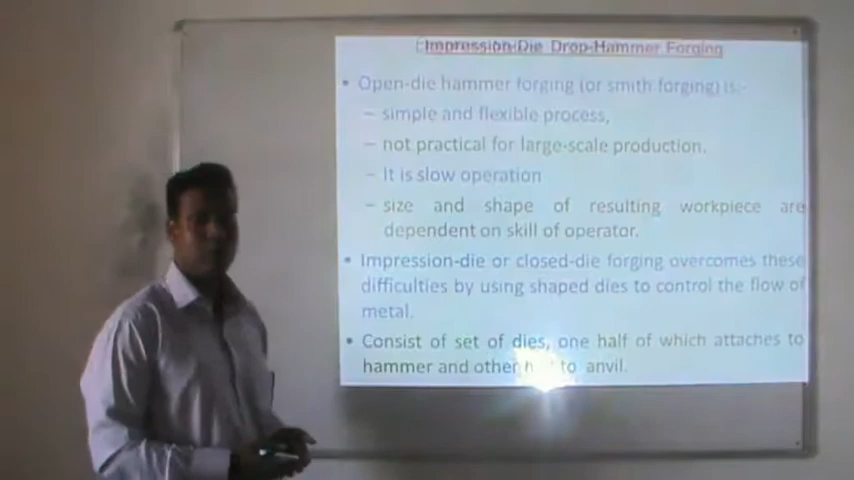 Impression-Die Drop-Hammer Forging
• Open-die hammer forging (or smith forging) is:-
– simple and flexible process,
– not practical for large-scale production.
– It is slow operation
– size and shape of resulting workpiece are
dependent on skill of operator.
• Impression-die or closed-die forging overcomes these
difficulties by using shaped dies to control the flow of
metal.
• Consist of set of dies, one half of which attaches to
hammer and other to anvil.